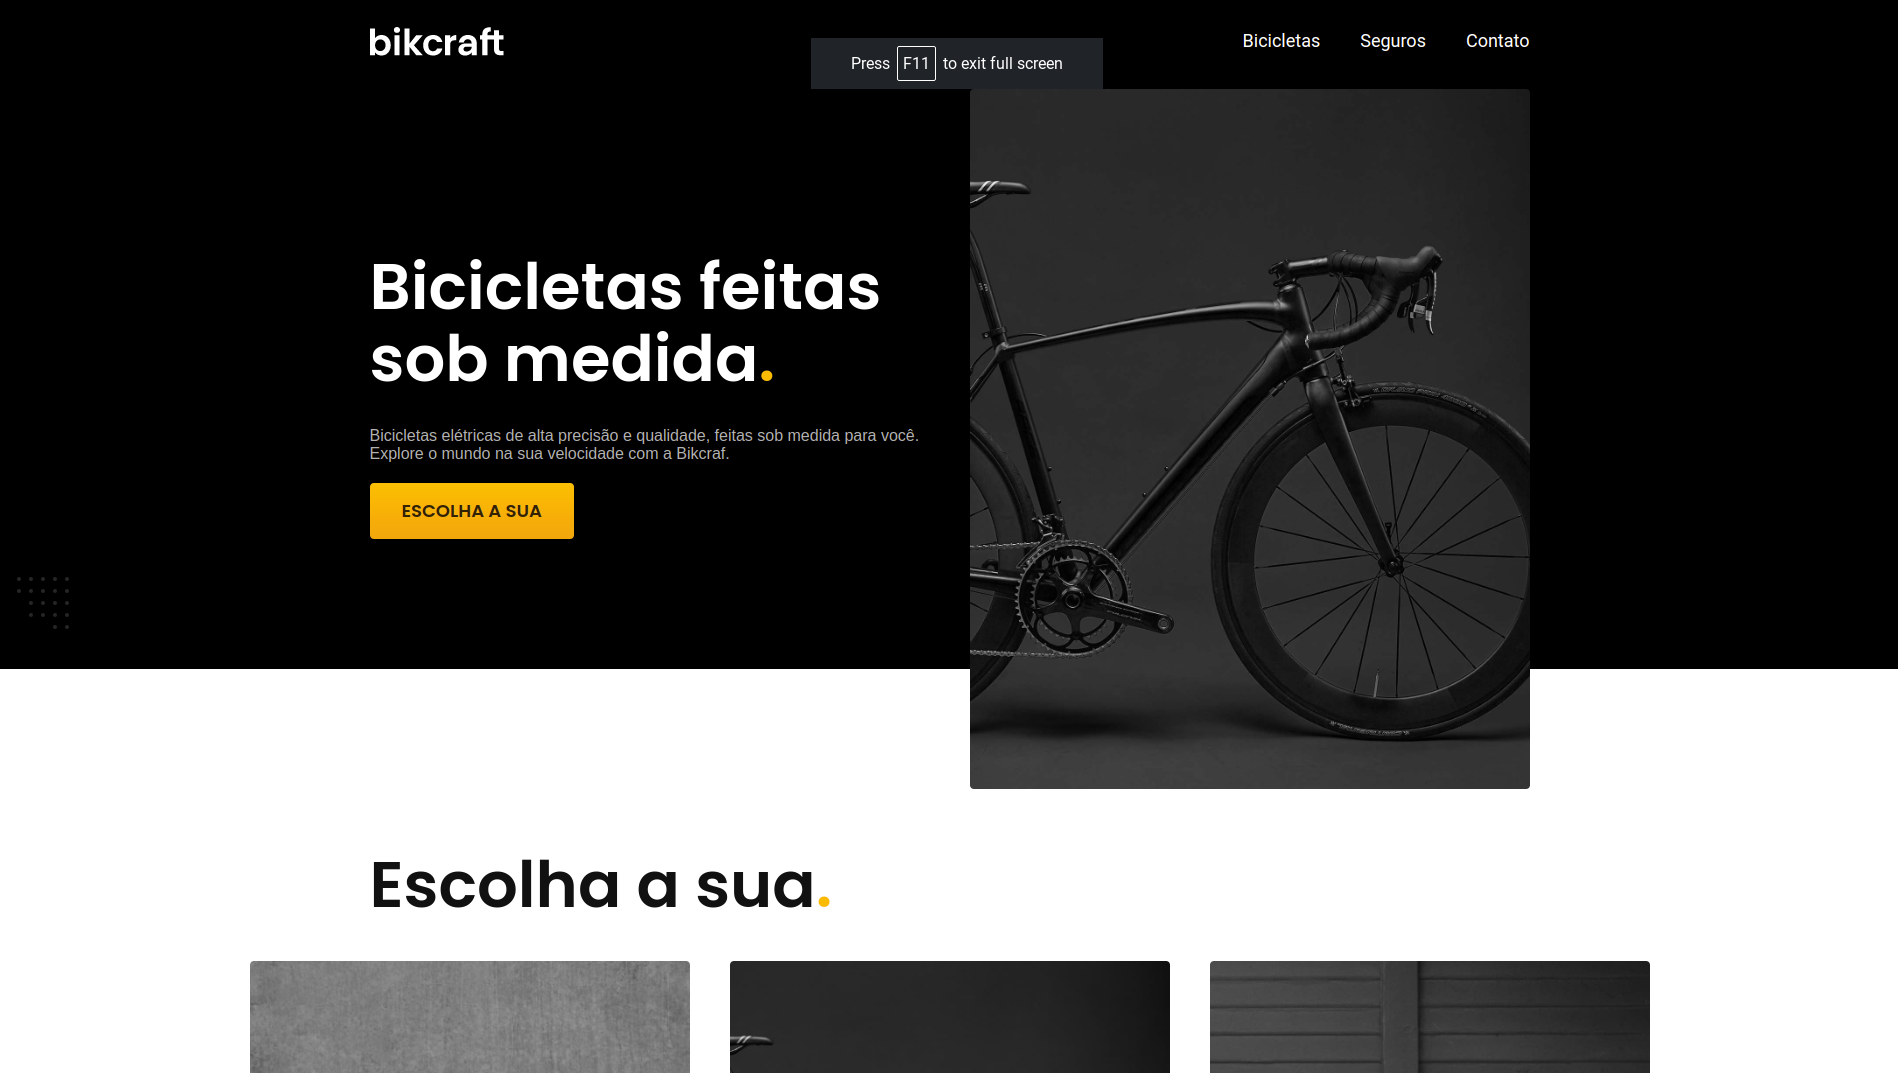 bikcraft
Bicicletas Seguros Contato
Press F11 to exit full screen
Bicicletas feitas
sob medida.
Bicicletas elétricas de alta precisão e qualidade, feitas sob medida para você.
Explore o mundo na sua velocidade com a Bikcraf.
ESCOLHA A SUA
Escolha a sua.